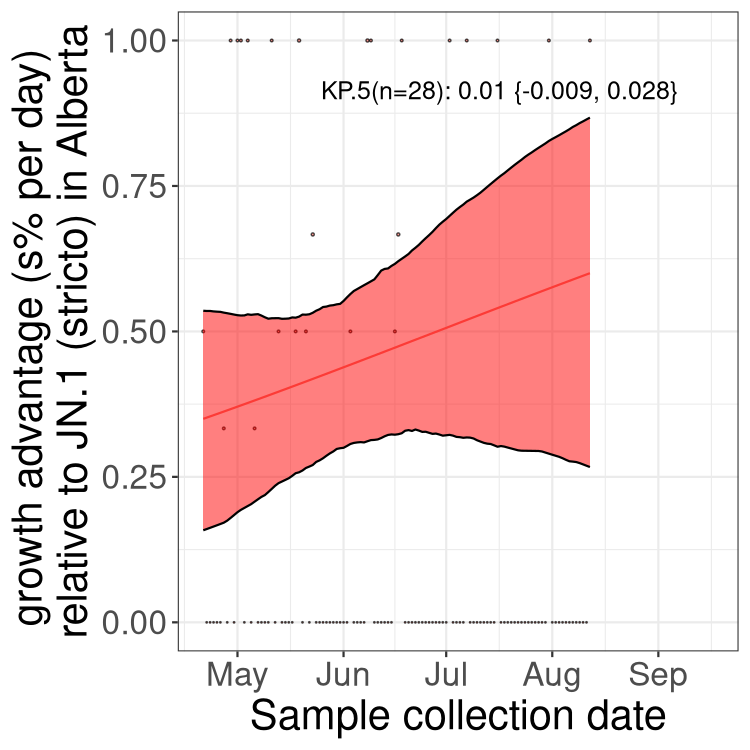 growth advantage (s% per day)
relative to JN.1 (stricto) in Alberta
1.00
0.75
0.50
0.25
0.00
KP.5(n=28): 0.01 {-0.009, 0.028}
May Jun Jul Aug Sep
Sample collection date